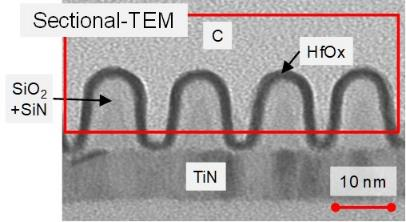 Sectional-TEM
C
HfOx
SiO₂
+SiN
TiN
10 nm